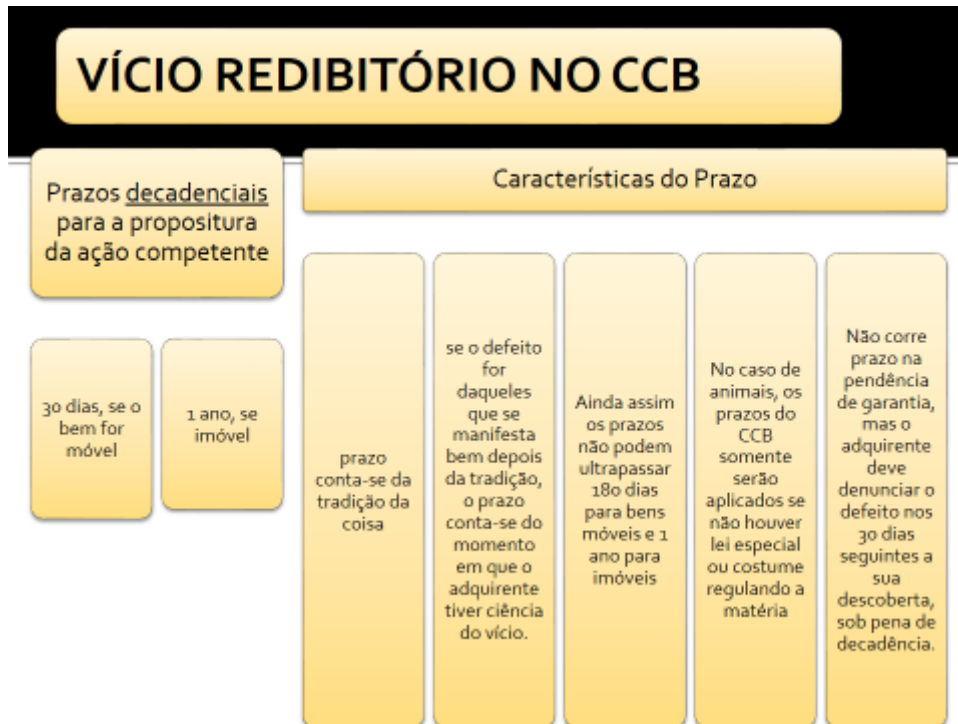 VÍCIO REDIBITÓRIO NO CCB
Prazos decadenciais
para a propositura
da ação competente
30 dias, se o
bem for
móvel
1 ano, se
imóvel
Características do Prazo
prazo
conta-se da
tradição da
coisa
se o defeito
for
daqueles
que se
manifesta
bem depois
da tradição,
o prazo
conta-se do
momento
em que o
adquirente
tiver ciência
do vício.
Ainda assim
os prazos
não podem
ultrapassar
180 dias
para bens
móveis e 1
ano para
imóveis
No caso de
animais, os
prazos do
CCB
somente
serão
aplicados se
não houver
lei especial
ou costume
regulando a
matéria
Não corre
prazo na
pendência
de garantia,
mas o
adquirente
deve
denunciar o
defeito nos
30 dias
seguintes a
sua
descoberta,
sob pena de
decadência.